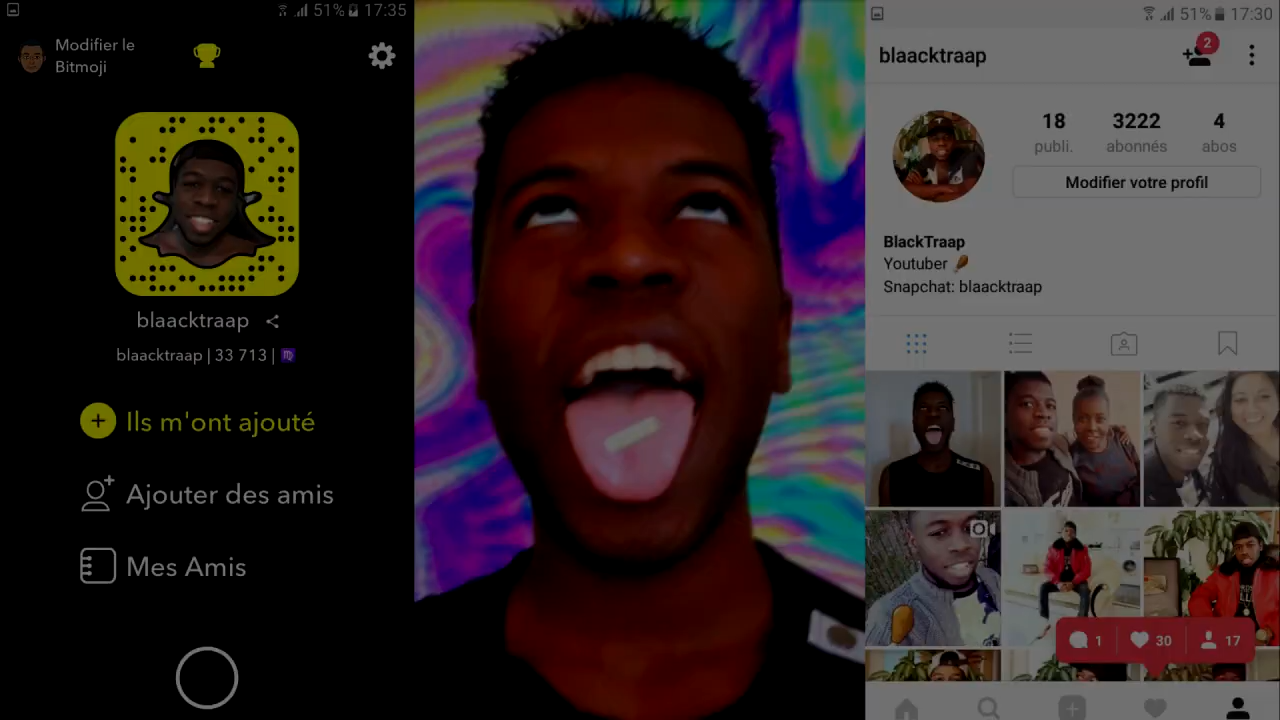 51% 17:35
Modifier le
Bitmoji
blaacktraap
blaacktraap | 33 713 | ♍
Ils m'ont ajouté
Ajouter des amis
Mes Amis
51% 17:30
blaacktraap
2
18
publi.
3222
abonnés
4
abos
Modifier votre profil
BlackTraap
Youtuber 🍗
Snapchat: blaacktraap
1
30
17